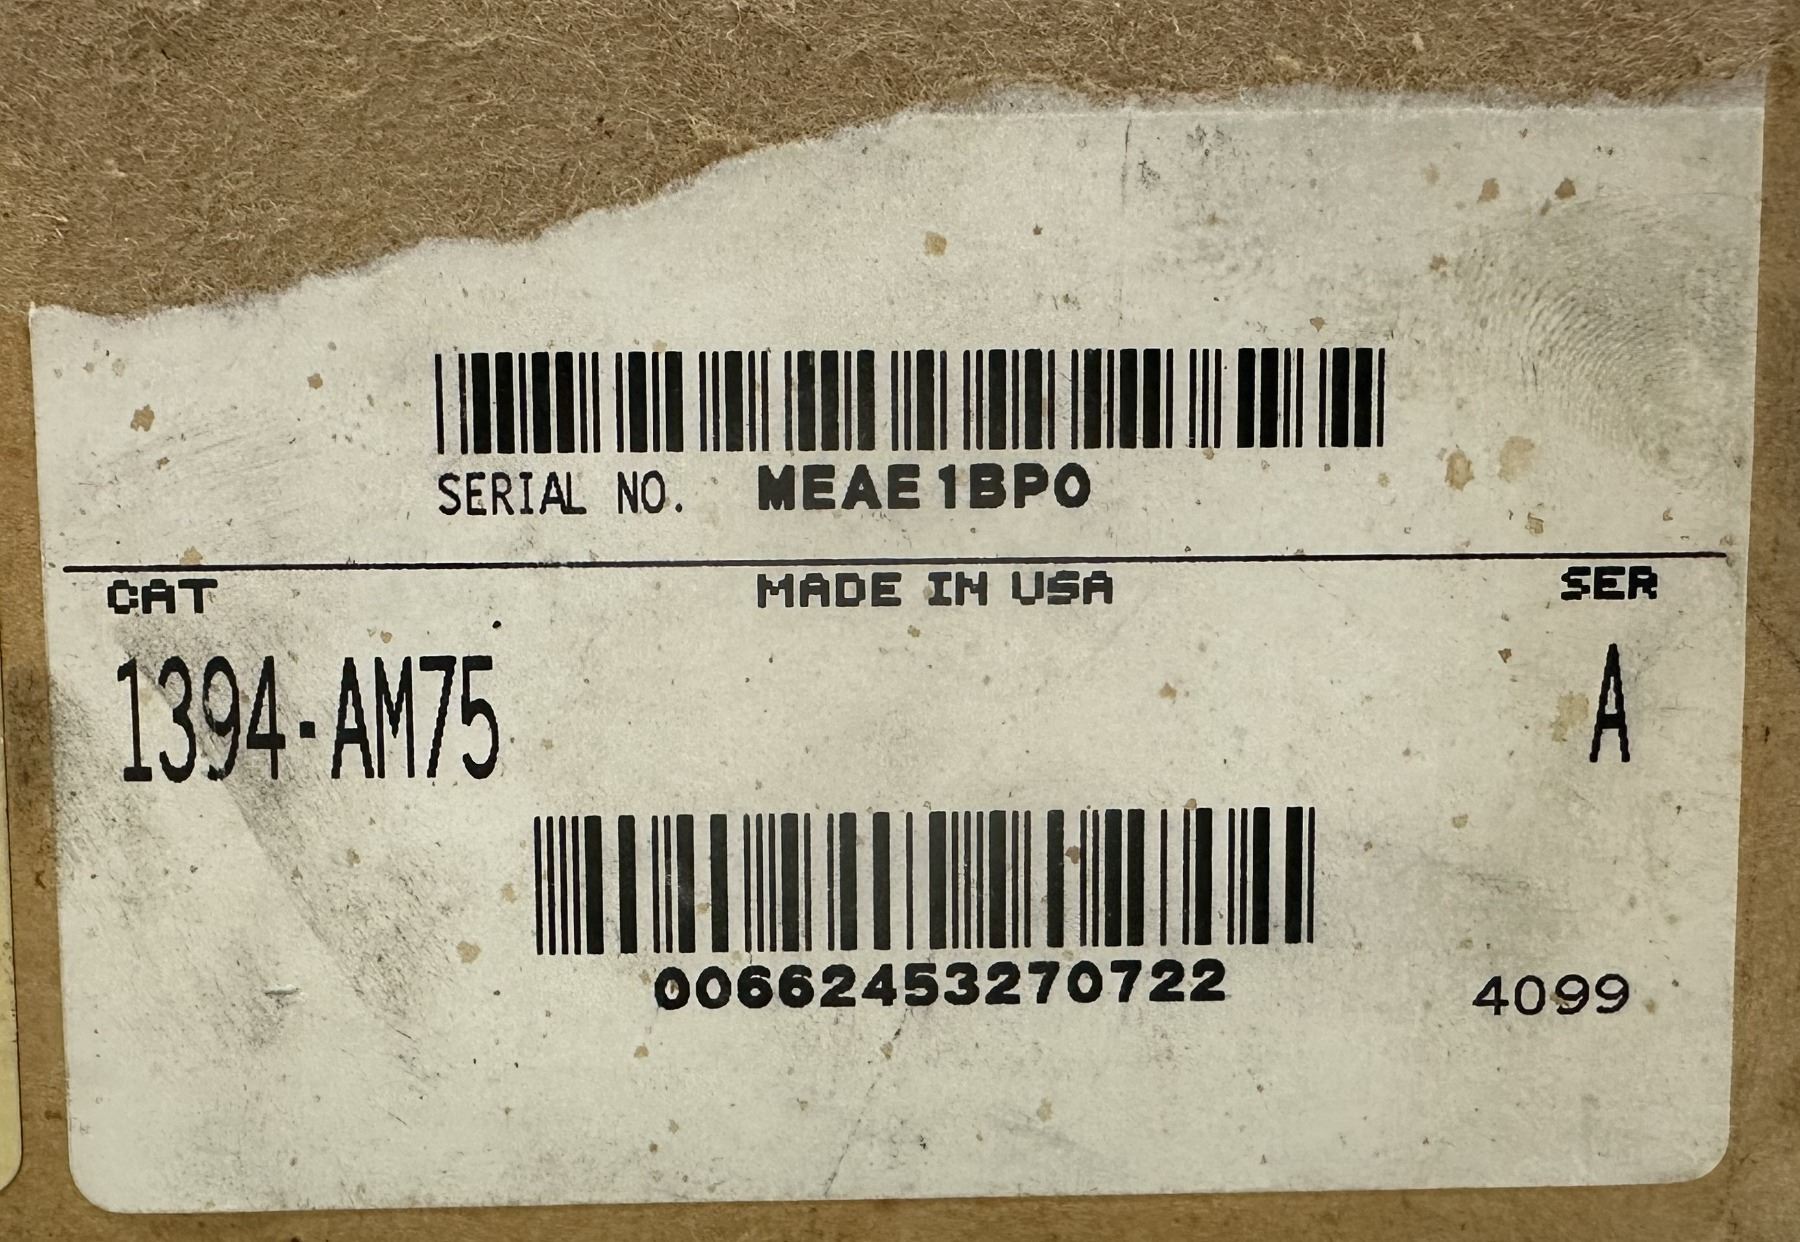 SERIAL NO. MEAE1BP0
CAT MADE IN USA SER
1394-AM75 A
00662453270722 4099